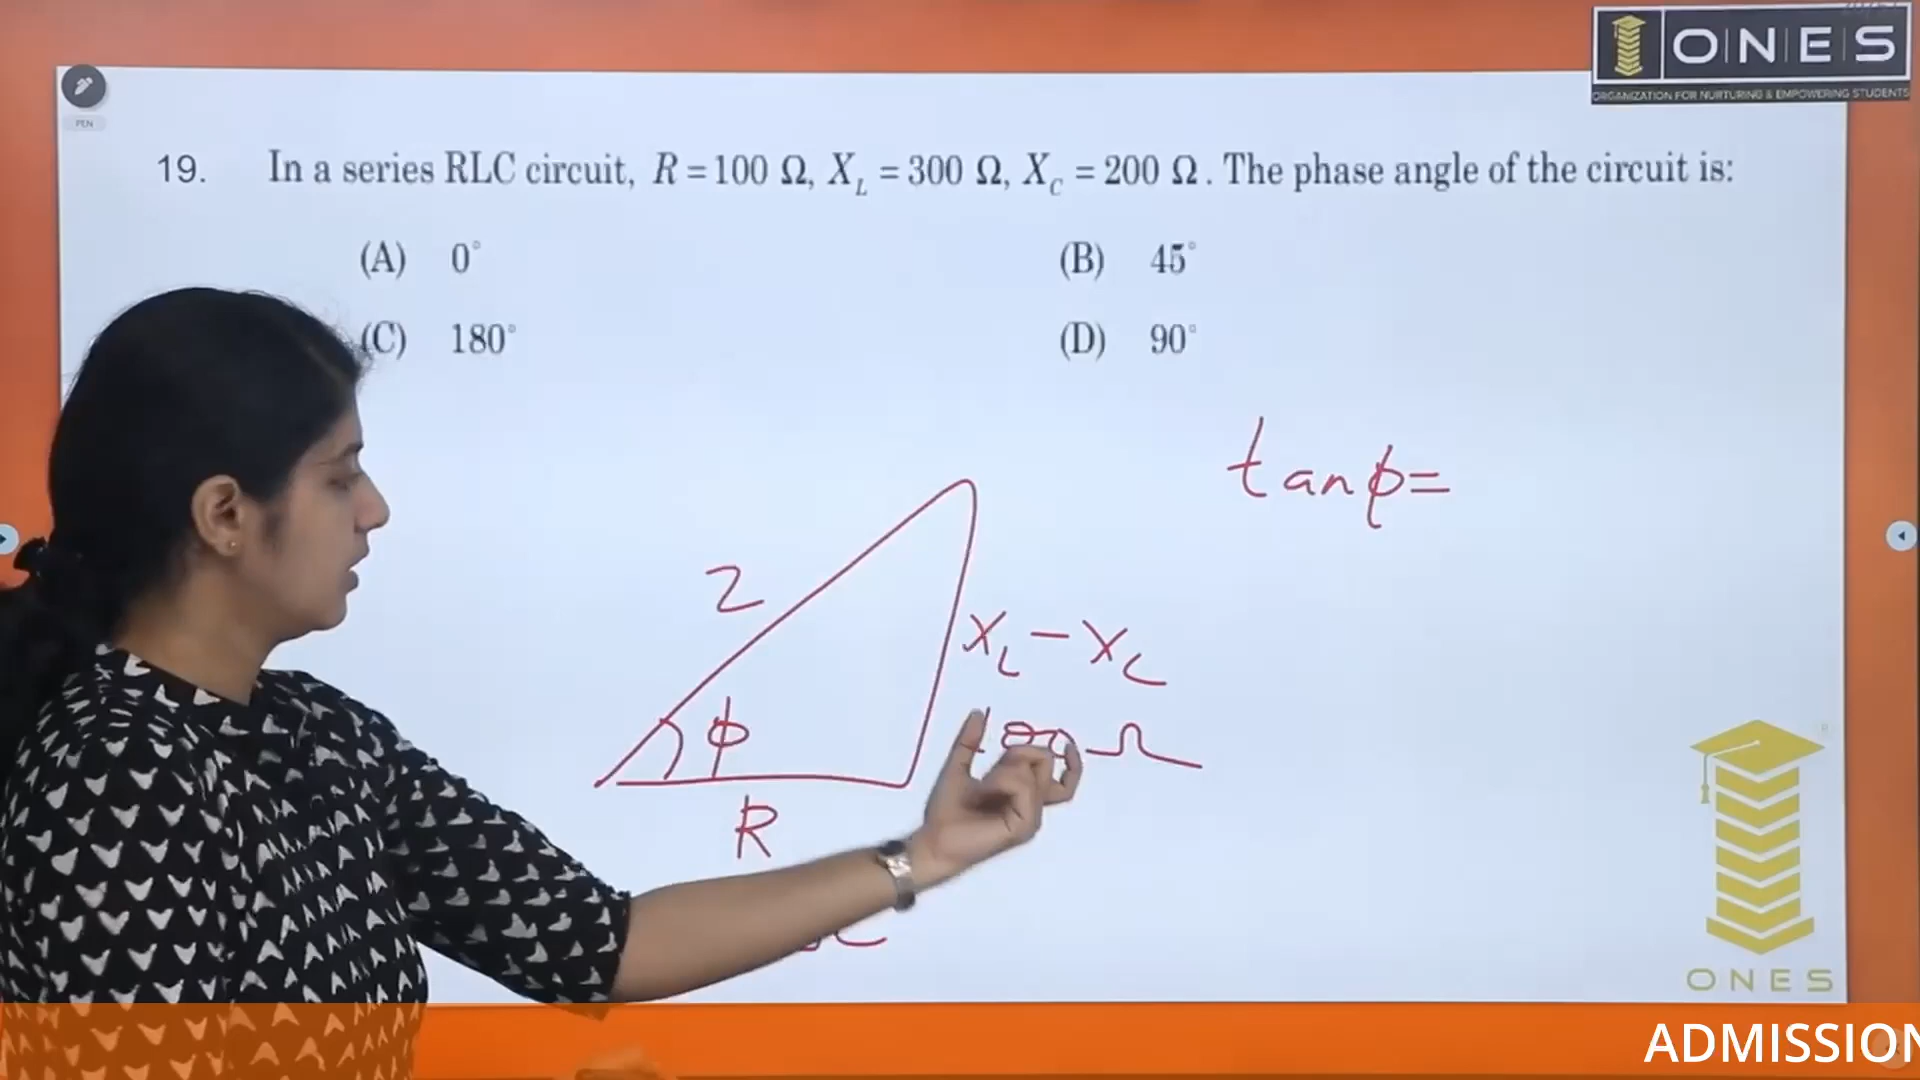 ONES
ORGANIZATION FOR NURTURING & EMPOWERING STUDENTS
PEN
19. In a series RLC circuit, R = 100 Ω, X_L = 300 Ω, X_C = 200 Ω. The phase angle of the circuit is:
(A) 0° (B) 45°
(C) 180° (D) 90°
tanφ=
Z
X_L − X_C
φ
100 Ω
R
ONES
ADMISSION